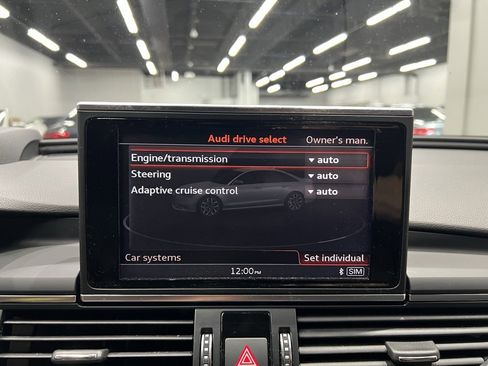 Audi drive select Owner's man.
Engine/transmission auto
Steering auto
Adaptive cruise control auto
Car systems Set individual
12:00PM SIM